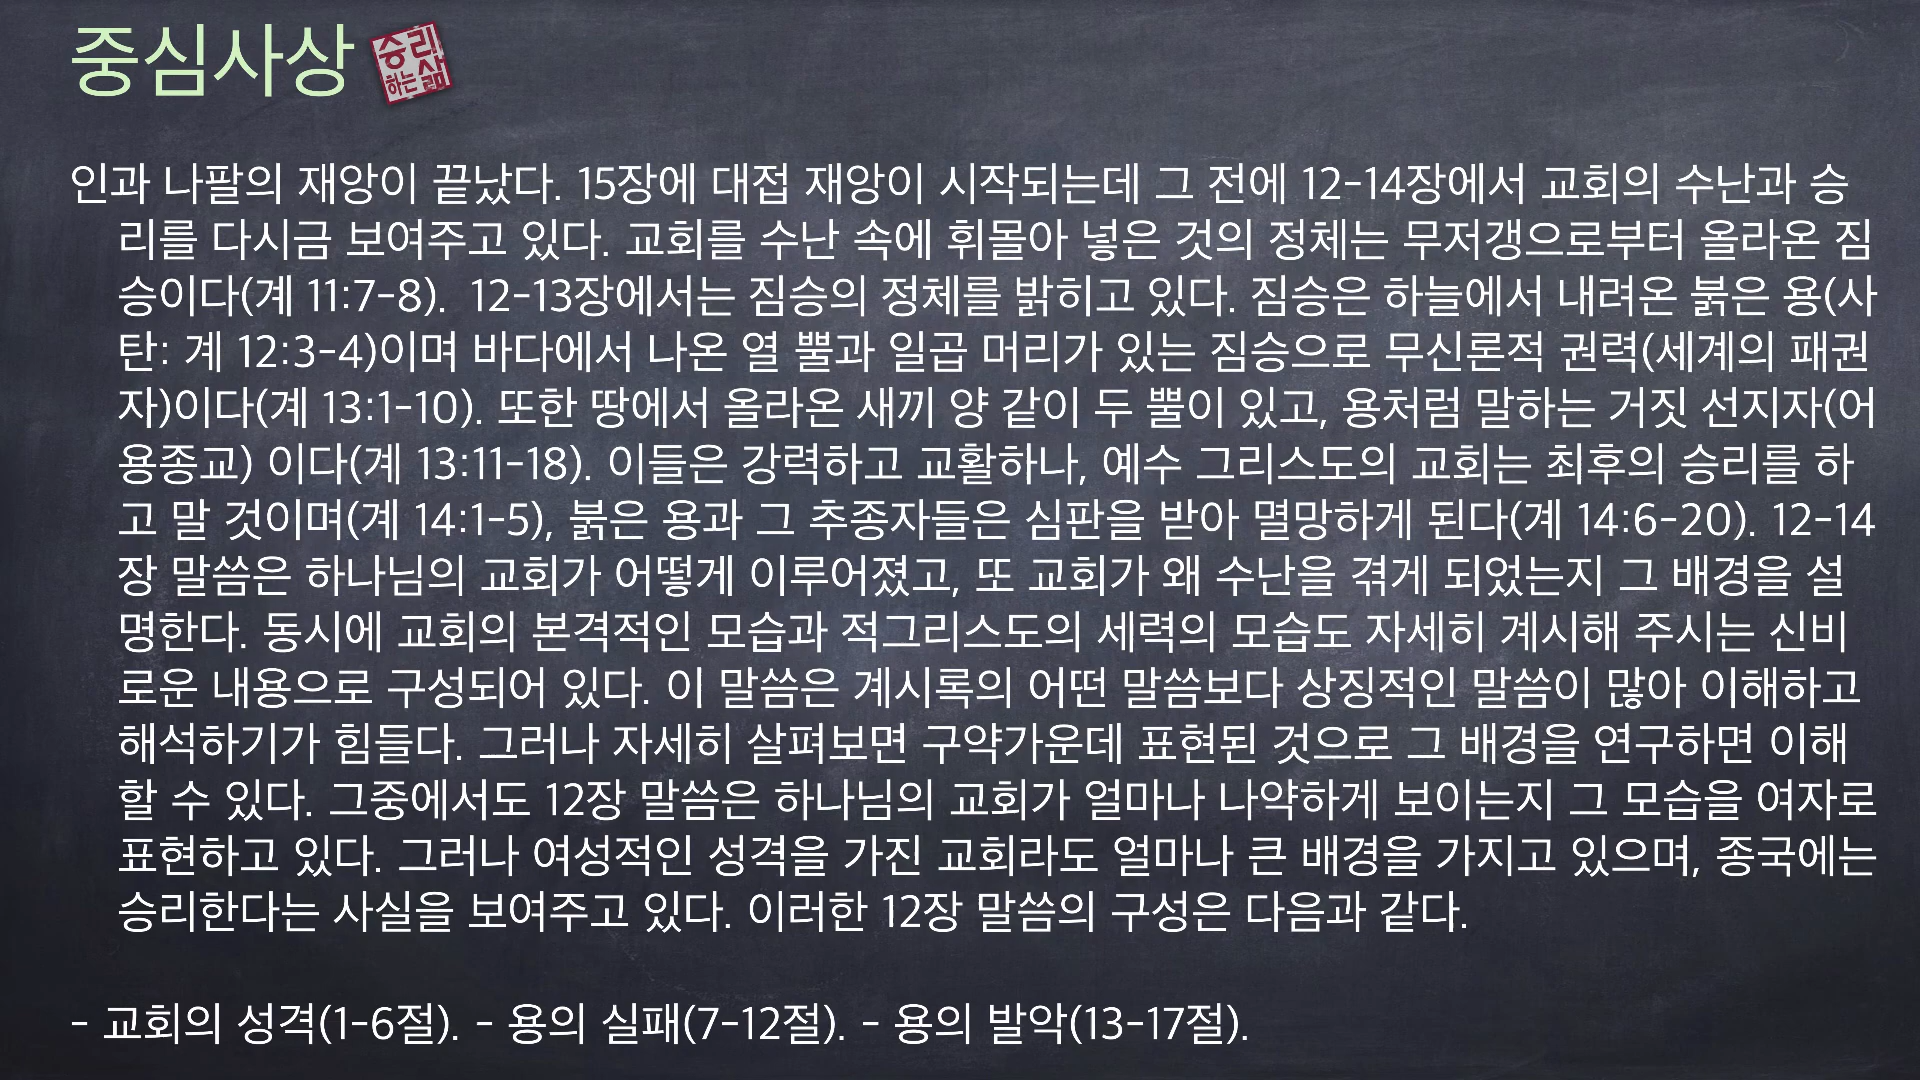 중심사상
승리
하는 삶
인과 나팔의 재앙이 끝났다. 15장에 대접 재앙이 시작되는데 그 전에 12-14장에서 교회의 수난과 승
리를 다시금 보여주고 있다. 교회를 수난 속에 휘몰아 넣은 것의 정체는 무저갱으로부터 올라온 짐
승이다(계 11:7-8).  12-13장에서는 짐승의 정체를 밝히고 있다. 짐승은 하늘에서 내려온 붉은 용(사
탄: 계 12:3-4)이며 바다에서 나온 열 뿔과 일곱 머리가 있는 짐승으로 무신론적 권력(세계의 패권
자)이다(계 13:1-10). 또한 땅에서 올라온 새끼 양 같이 두 뿔이 있고, 용처럼 말하는 거짓 선지자(어
용종교) 이다(계 13:11-18). 이들은 강력하고 교활하나, 예수 그리스도의 교회는 최후의 승리를 하
고 말 것이며(계 14:1-5), 붉은 용과 그 추종자들은 심판을 받아 멸망하게 된다(계 14:6-20). 12-14
장 말씀은 하나님의 교회가 어떻게 이루어졌고, 또 교회가 왜 수난을 겪게 되었는지 그 배경을 설
명한다. 동시에 교회의 본격적인 모습과 적그리스도의 세력의 모습도 자세히 계시해 주시는 신비
로운 내용으로 구성되어 있다. 이 말씀은 계시록의 어떤 말씀보다 상징적인 말씀이 많아 이해하고
해석하기가 힘들다. 그러나 자세히 살펴보면 구약가운데 표현된 것으로 그 배경을 연구하면 이해
할 수 있다. 그중에서도 12장 말씀은 하나님의 교회가 얼마나 나약하게 보이는지 그 모습을 여자로
표현하고 있다. 그러나 여성적인 성격을 가진 교회라도 얼마나 큰 배경을 가지고 있으며, 종국에는
승리한다는 사실을 보여주고 있다. 이러한 12장 말씀의 구성은 다음과 같다.
- 교회의 성격(1-6절). - 용의 실패(7-12절). - 용의 발악(13-17절).